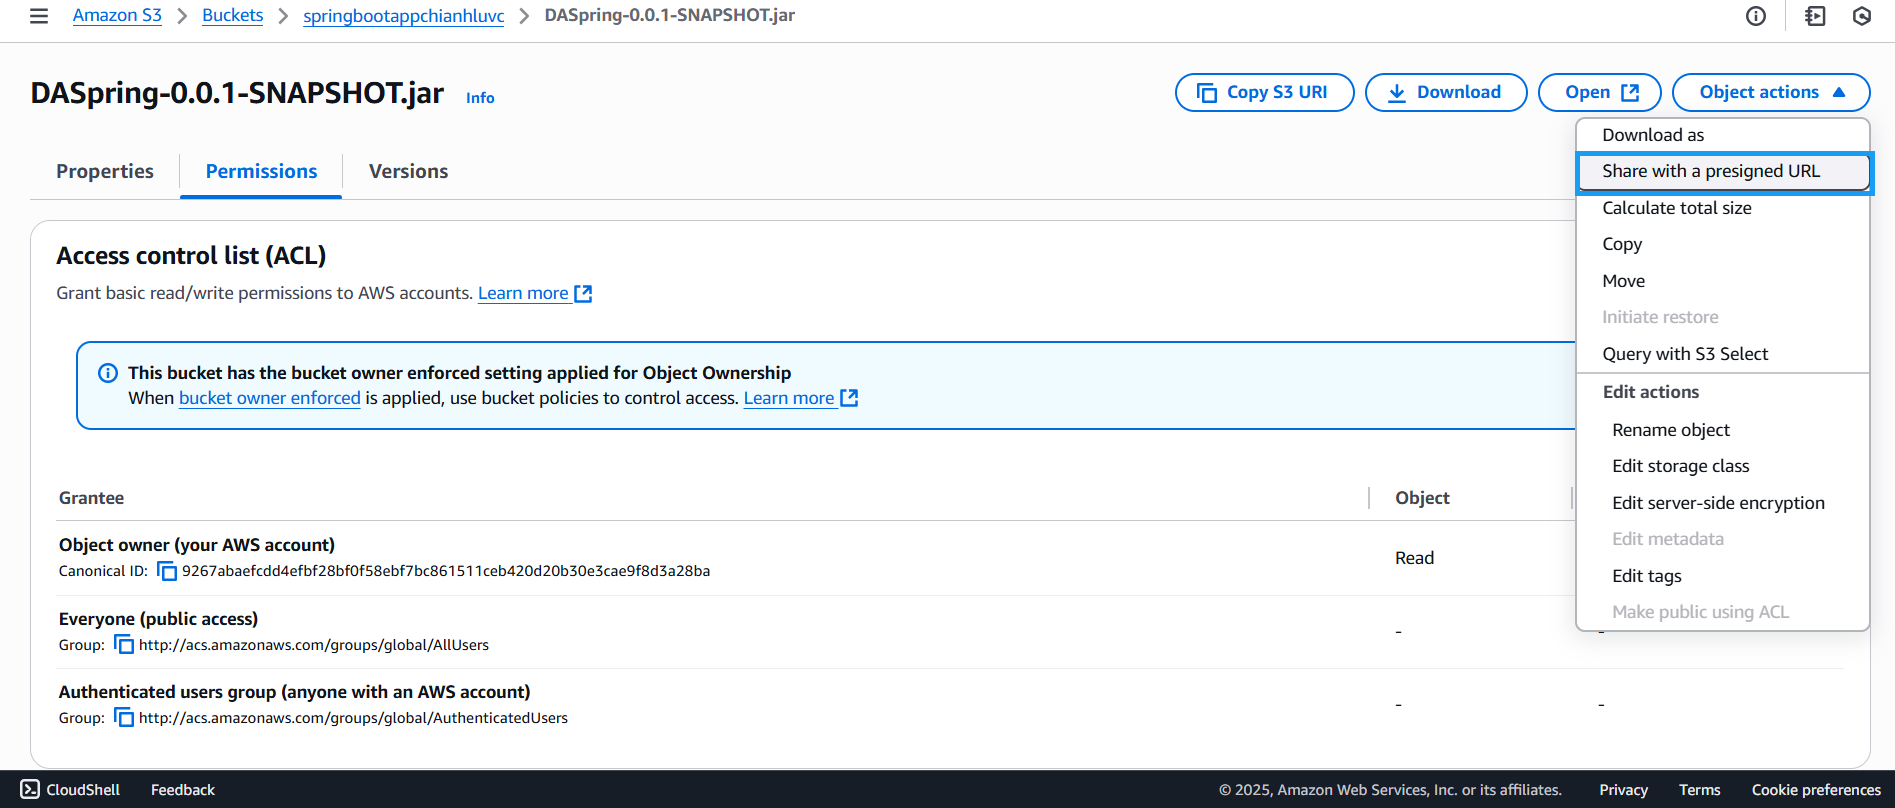 Amazon S3 > Buckets > springbootappchianhluvc > DASpring-0.0.1-SNAPSHOT.jar
DASpring-0.0.1-SNAPSHOT.jar Info
Copy S3 URI Download Open Object actions
Download as
Share with a presigned URL
Calculate total size
Copy
Move
Initiate restore
Query with S3 Select
Edit actions
Rename object
Edit storage class
Edit server-side encryption
Edit metadata
Edit tags
Make public using ACL
Properties Permissions Versions
Access control list (ACL)
Grant basic read/write permissions to AWS accounts. Learn more
This bucket has the bucket owner enforced setting applied for Object Ownership
When bucket owner enforced is applied, use bucket policies to control access. Learn more
Grantee Object
Object owner (your AWS account)
Canonical ID: 9267abaefcdd4efbf28bf0f58ebf7bc861511ceb420d20b30e3cae9f8d3a28ba
Read
Everyone (public access)
Group: http://acs.amazonaws.com/groups/global/AllUsers
- -
Authenticated users group (anyone with an AWS account)
Group: http://acs.amazonaws.com/groups/global/AuthenticatedUsers
- -
CloudShell Feedback © 2025, Amazon Web Services, Inc. or its affiliates. Privacy Terms Cookie preferences